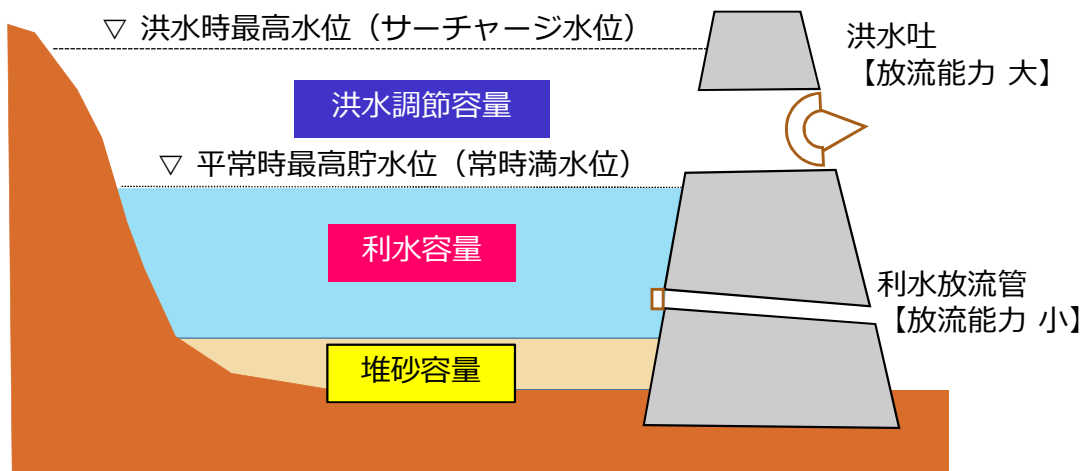 ▽ 洪水時最高水位（サーチャージ水位）
洪水吐
【放流能力 大】
洪水調節容量
▽ 平常時最高貯水位（常時満水位）
利水容量
利水放流管
【放流能力 小】
堆砂容量